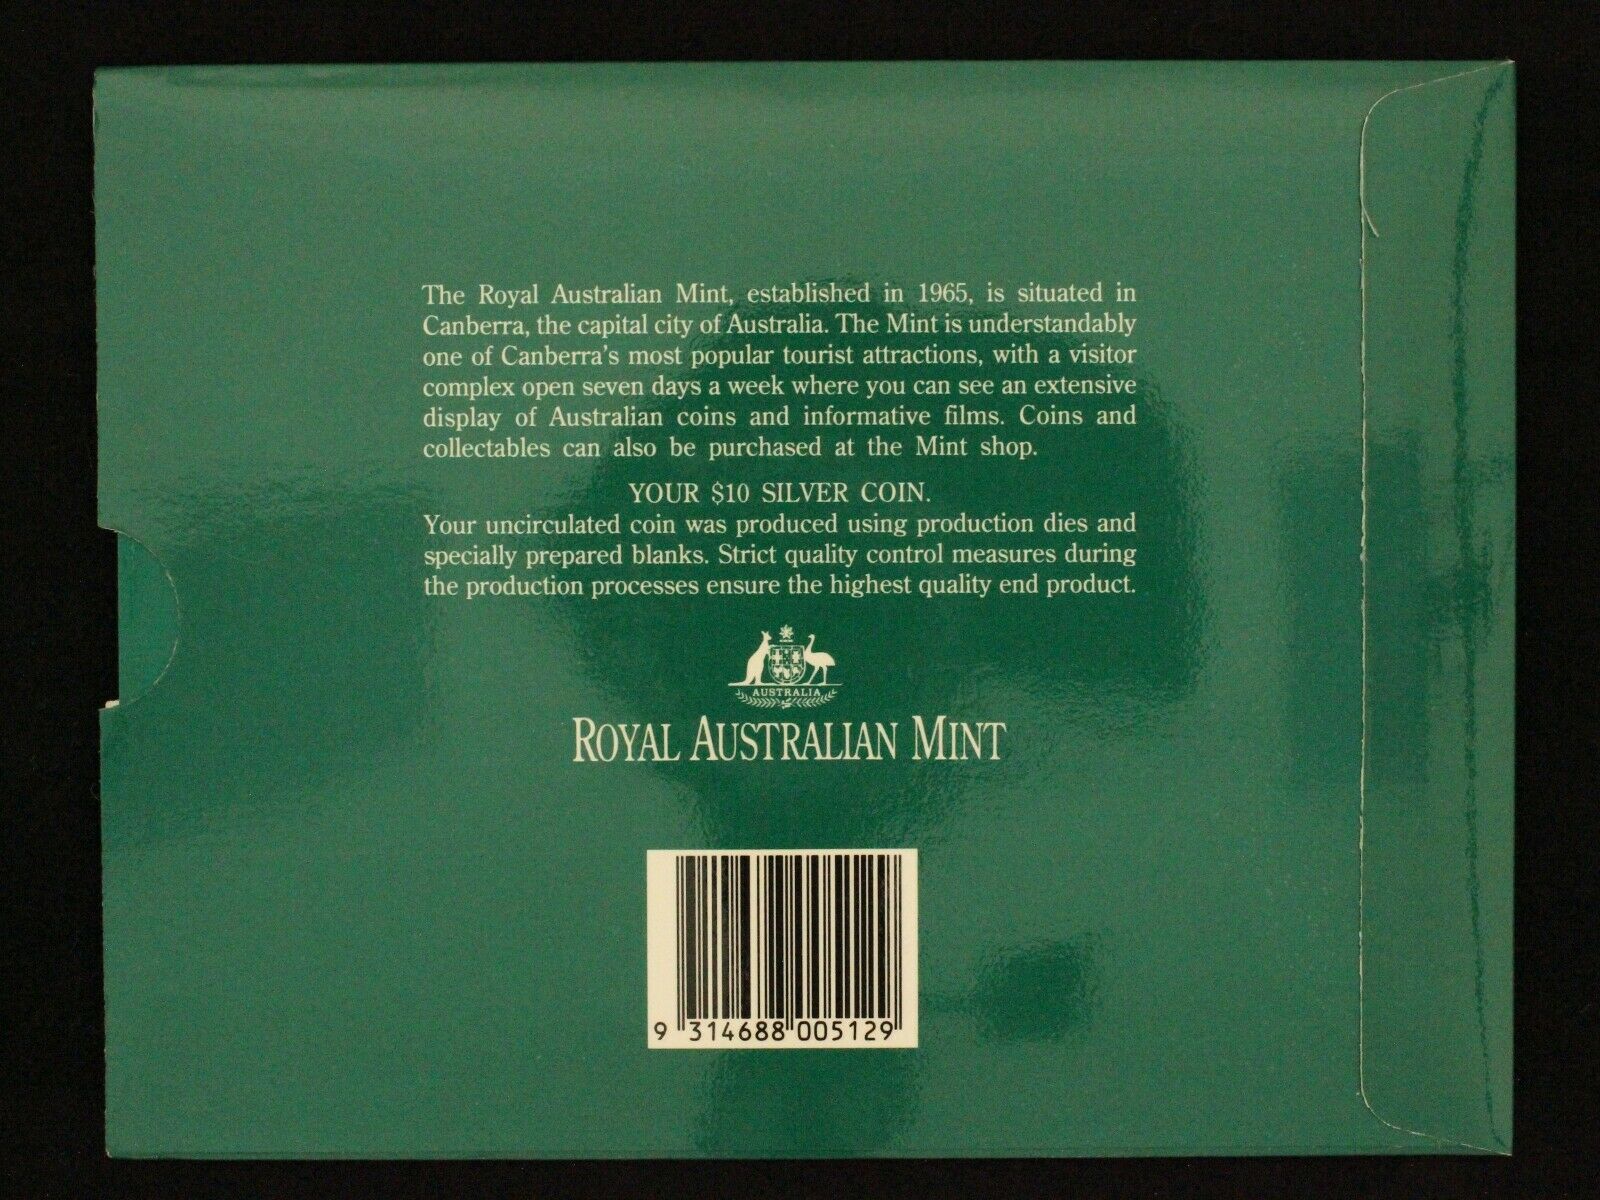 The Royal Australian Mint, established in 1965, is situated in
Canberra, the capital city of Australia. The Mint is understandably
one of Canberra's most popular tourist attractions, with a visitor
complex open seven days a week where you can see an extensive
display of Australian coins and informative films. Coins and
collectables can also be purchased at the Mint shop.
YOUR $10 SILVER COIN.
Your uncirculated coin was produced using production dies and
specially prepared blanks. Strict quality control measures during
the production processes ensure the highest quality end product.
AUSTRALIA
ROYAL AUSTRALIAN MINT
9 314688 005129